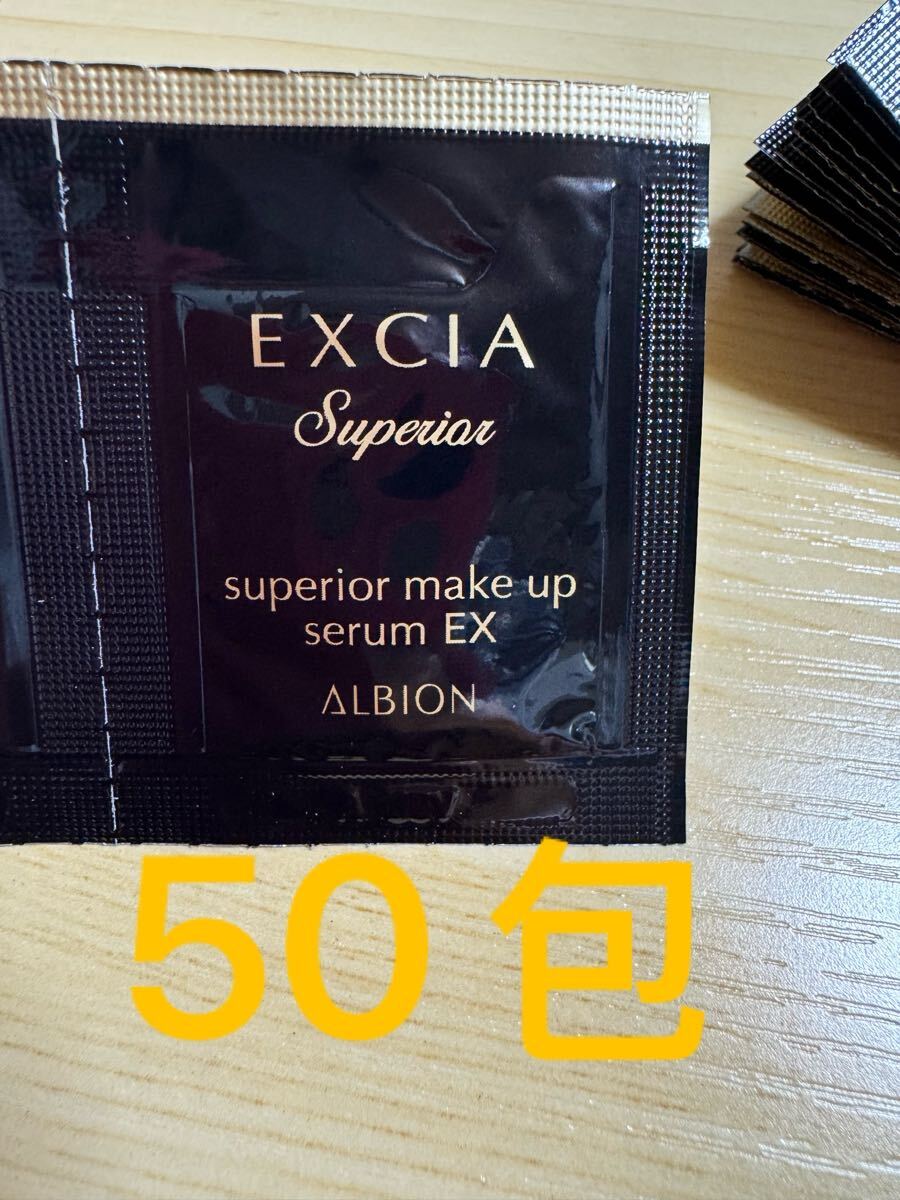 EXCIA
Superior
superior make up
serum EX
ALBION
50包